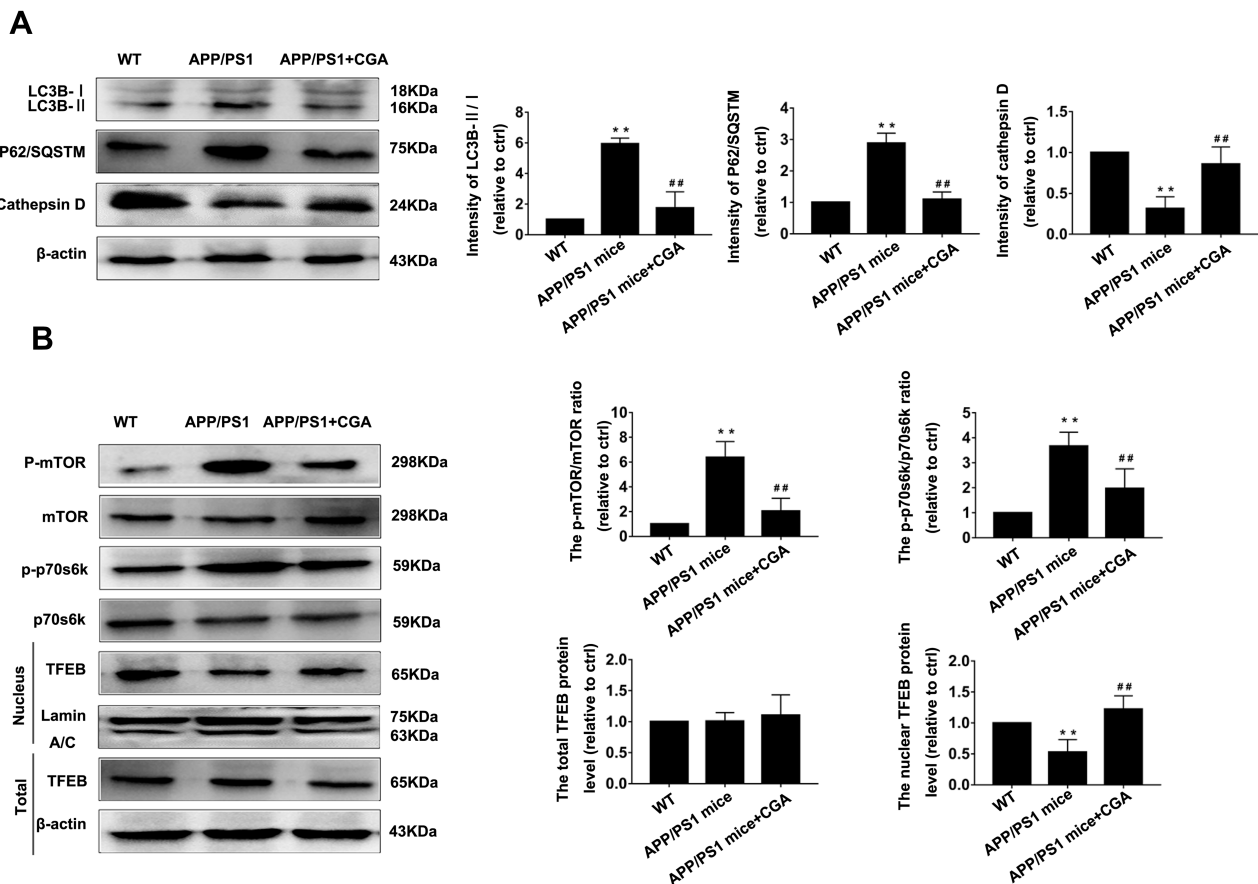 A
WT APP/PS1 APP/PS1+CGA
LC3B-Ⅰ 18KDa
LC3B-Ⅱ 16KDa
P62/SQSTM 75KDa
Cathepsin D 24KDa
β-actin 43KDa
Intensity of LC3B-Ⅱ/Ⅰ
(relative to ctrl)
8
6
4
2
0
**
##
WT
APP/PS1 mice
APP/PS1 mice+CGA
Intensity of P62/SQSTM
(relative to ctrl)
4
3
2
1
0
**
##
WT
APP/PS1 mice
APP/PS1 mice+CGA
Intensity of cathepsin D
(relative to ctrl)
1.5
1.0
0.5
0.0
**
##
WT
APP/PS1 mice
APP/PS1 mice+CGA
B
WT APP/PS1 APP/PS1+CGA
P-mTOR 298KDa
mTOR 298KDa
p-p70s6k 59KDa
p70s6k 59KDa
Nucleus
TFEB 65KDa
Lamin 75KDa
A/C 63KDa
Total
TFEB 65KDa
β-actin 43KDa
The p-mTOR/mTOR ratio
(relative to ctrl)
10
8
6
4
2
0
**
##
WT
APP/PS1 mice
APP/PS1 mice+CGA
The p-p70s6k/p70s6k ratio
(relative to ctrl)
5
4
3
2
1
0
**
##
WT
APP/PS1 mice
APP/PS1 mice+CGA
The total TFEB protein
level (relative to ctrl)
2.0
1.5
1.0
0.5
0.0
WT
APP/PS1 mice
APP/PS1 mice+CGA
The nuclear TFEB protein
level (relative to ctrl)
2.0
1.5
1.0
0.5
0.0
**
##
WT
APP/PS1 mice
APP/PS1 mice+CGA